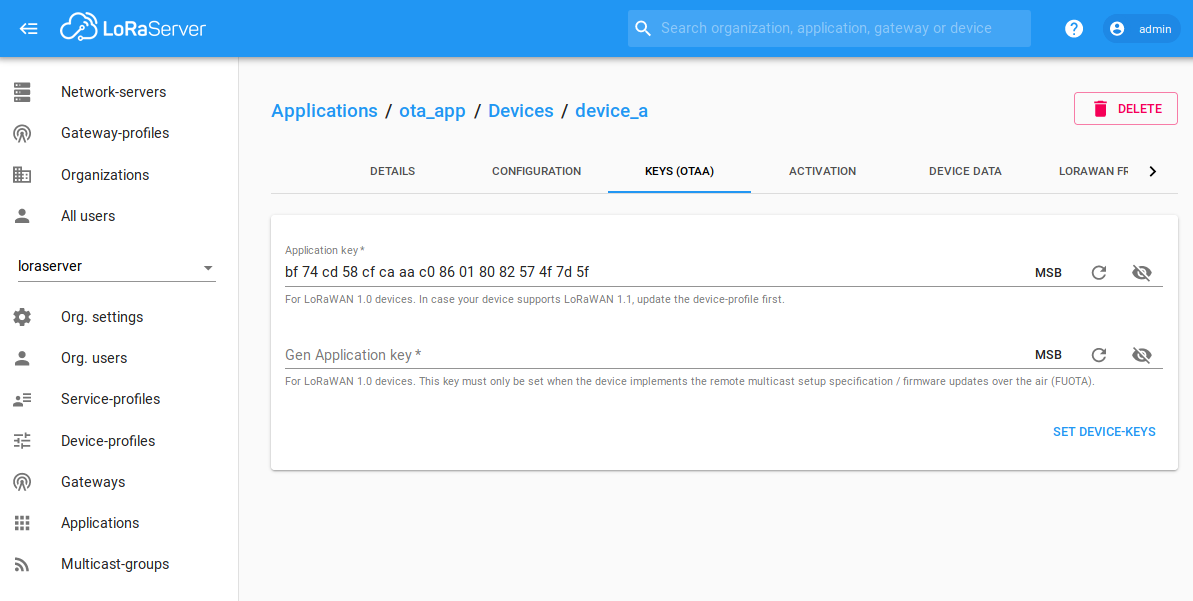 LoRaServer
Search organization, application, gateway or device
?
admin
Network-servers
Gateway-profiles
Organizations
All users
loraserver
Org. settings
Org. users
Service-profiles
Device-profiles
Gateways
Applications
Multicast-groups
Applications / ota_app / Devices / device_a
DELETE
DETAILS
CONFIGURATION
KEYS (OTAA)
ACTIVATION
DEVICE DATA
LORAWAN FR
Application key *
bf 74 cd 58 cf ca aa c0 86 01 80 82 57 4f 7d 5f
MSB
For LoRaWAN 1.0 devices. In case your device supports LoRaWAN 1.1, update the device-profile first.
Gen Application key *
MSB
For LoRaWAN 1.0 devices. This key must only be set when the device implements the remote multicast setup specification / firmware updates over the air (FUOTA).
SET DEVICE-KEYS